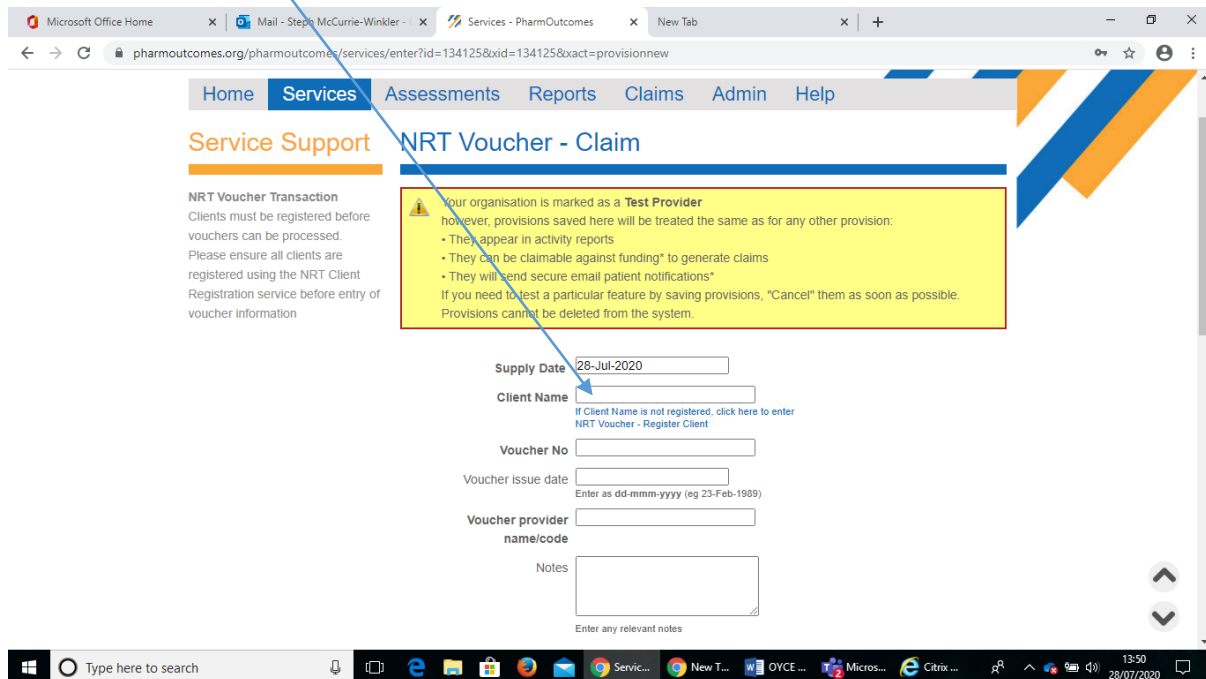 Microsoft Office Home
Mail - Steph McCurrie-Winkler -
Services - PharmOutcomes
New Tab
pharmoutcomes.org/pharmoutcomes/services/enter?id=134125&xid=134125&xact=provisionnew
Home Services Assessments Reports Claims Admin Help
Service Support
NRT Voucher - Claim
NRT Voucher Transaction
Clients must be registered before
vouchers can be processed.
Please ensure all clients are
registered using the NRT Client
Registration service before entry of
voucher information
Your organisation is marked as a Test Provider
however, provisions saved here will be treated the same as for any other provision:
• They appear in activity reports
• They can be claimable against funding* to generate claims
• They will send secure email patient notifications*
If you need to test a particular feature by saving provisions, "Cancel" them as soon as possible.
Provisions cannot be deleted from the system.
Supply Date 28-Jul-2020
Client Name
If Client Name is not registered, click here to enter
NRT Voucher - Register Client
Voucher No
Voucher issue date
Enter as dd-mmm-yyyy (eg 23-Feb-1989)
Voucher provider
name/code
Notes
Enter any relevant notes
Type here to search
Servic...
New T...
OYCE ...
Micros...
Citrix ...
13:50
28/07/2020